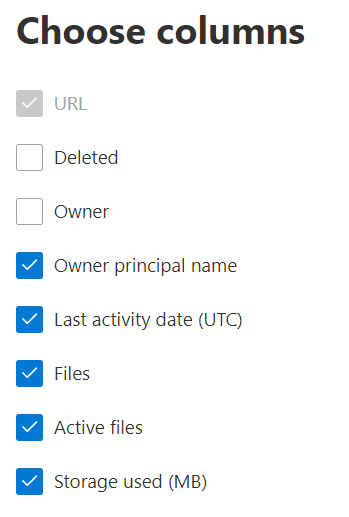 Choose columns
URL
Deleted
Owner
Owner principal name
Last activity date (UTC)
Files
Active files
Storage used (MB)